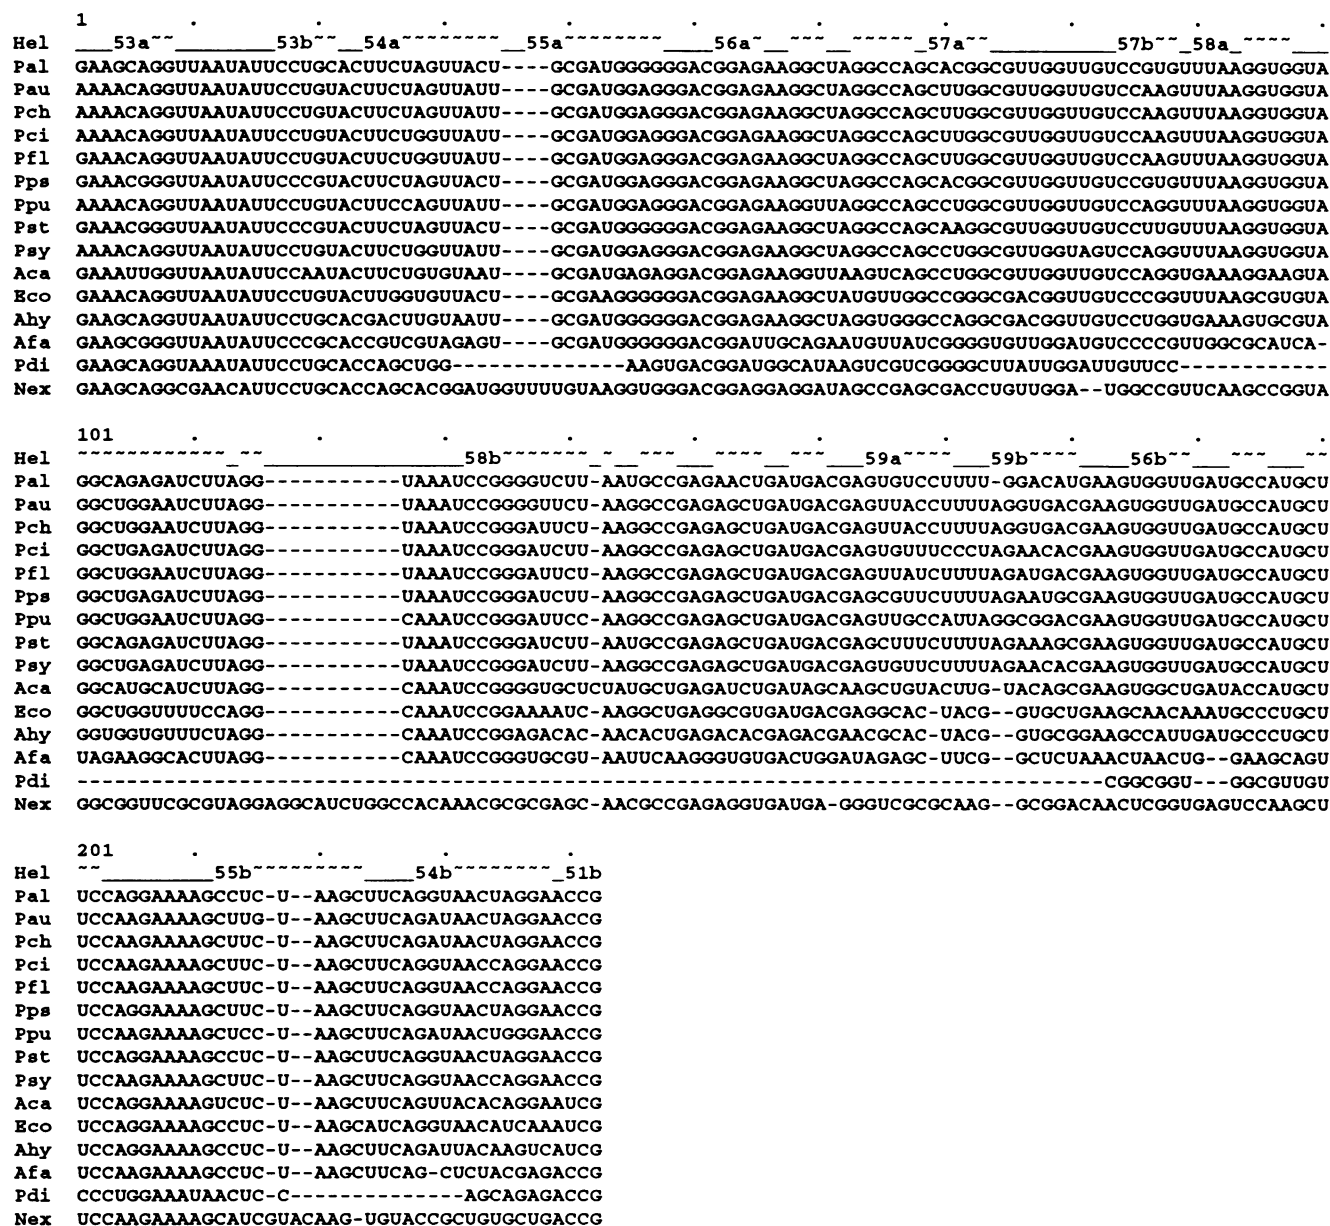 1 . . . . . . . . . .
Hel ___53a~~________53b~~__54a~~~~~~~~__55a~~~~~~~~____56a~__~~~__~~~~~_57a~~__________57b~~_58a_~~~~___
Pal GAAGCAGGUUAAUAUUCCUGCACUUCUAGUUACU----GCGAUGGGGGGACGGAGAAGGCUAGGCCAGCACGGCGUUGGUUGUCCGUGUUUAAGGUGGUA
Pau AAAACAGGUUAAUAUUCCUGUACUUCUAGUUAUU----GCGAUGGAGGGACGGAGAAGGCUAGGCCAGCUUGGCGUUGGUUGUCCAAGUUUAAGGUGGUA
Pch AAAACAGGUUAAUAUUCCUGUACUUCUAGUUAUU----GCGAUGGAGGGACGGAGAAGGCUAGGCCAGCUUGGCGUUGGUUGUCCAAGUUUAAGGUGGUA
Pci AAAACAGGUUAAUAUUCCUGUACUUCUGGUUAUU----GCGAUGGAGGGACGGAGAAGGCUAGGCCAGCUUGGCGUUGGUUGUCCAAGUUUAAGGUGGUA
Pfl GAAACAGGUUAAUAUUCCUGUACUUCUGGUUAUU----GCGAUGGAGGGACGGAGAAGGCUAGGCCAGCUUGGCGUUGGUUGUCCAAGUUUAAGGUGGUA
Pps GAAACGGGUUAAUAUUCCCGUACUUCUAGUUACU----GCGAUGGAGGGACGGAGAAGGCUAGGCCAGCACGGCGUUGGUUGUCCGUGUUUAAGGUGGUA
Ppu AAAACAGGUUAAUAUUCCUGUACUUCCAGUUAUU----GCGAUGGAGGGACGGAGAAGGUUAGGCCAGCCUGGCGUUGGUUGUCCAGGUUUAAGGUGGUA
Pst GAAACGGGUUAAUAUUCCCGUACUUCUAGUUACU----GCGAUGGGGGGACGGAGAAGGCUAGGCCAGCAAGGCGUUGGUUGUCCUUGUUUAAGGUGGUA
Psy AAAACAGGUUAAUAUUCCUGUACUUCUGGUUAUU----GCGAUGGAGGGACGGAGAAGGCUAGGCCAGCCUGGCGUUGGUAGUCCAGGUUUAAGGUGGUA
Aca GAAAUUGGUUAAUAUUCCAAUACUUCUGUGUAAU----GCGAUGAGAGGACGGAGAAGGUUAAGUCAGCCUGGCGUUGGUUGUCCAGGUGAAAGGAAGUA
Eco GAAACAGGUUAAUAUUCCUGUACUUGGUGUUACU----GCGAAGGGGGGACGGAGAAGGCUAUGUUGGCCGGGCGACGGUUGUCCCGGUUUAAGCGUGUA
Ahy GAAGCAGGUUAAUAUUCCUGCACGACUUGUAAUU----GCGAUGGGGGGACGGAGAAGGCUAGGUGGGCCAGGCGACGGUUGUCCUGGUGAAAGUGCGUA
Afa GAAGCGGGUUAAUAUUCCCGCACCGUCGUAGAGU----GCGAUGGGGGGACGGAUUGCAGAAUGUUAUCGGGGUGUUGGAUGUCCCCGUUGGCGCAUCA-
Pdi GAAGCAGGUAAAUAUUCCUGCACCAGCUGG--------------AAGUGACGGAUGGCAUAAGUCGUCGGGGCUUAUUGGAUUGUUCC------------
Nex GAAGCAGGCGAACAUUCCUGCACCAGCACGGAUGGUUUUGUAAGGUGGGACGGAGGAGGAUAGCCGAGCGACCUGUUGGA--UGGCCGUUCAAGCCGGUA
101 . . . . . . . . . .
Hel ~~~~~~~~~~~~_~~________________58b~~~~~~~_~__~~~___~~~~__~~___59a~~~~___59b~~~~____56b~~___~~~___~~
Pal GGCAGAGAUCUUAGG-----------UAAAUCCGGGGUCUU-AAUGCCGAGAACUGAUGACGAGUGUCCUUUU-GGACAUGAAGUGGUUGAUGCCAUGCU
Pau GGCUGGAAUCUUAGG-----------UAAAUCCGGGGUUCU-AAGGCCGAGAGCUGAUGACGAGUUACCUUUUAGGUGACGAAGUGGUUGAUGCCAUGCU
Pch GGCUGGAAUCUUAGG-----------UAAAUCCGGGAUUCU-AAGGCCGAGAGCUGAUGACGAGUUACCUUUUAGGUGACGAAGUGGUUGAUGCCAUGCU
Pci GGCUGAGAUCUUAGG-----------UAAAUCCGGGAUCUU-AAGGCCGAGAGCUGAUGACGAGUGUUUCCCUAGAACACGAAGUGGUUGAUGCCAUGCU
Pfl GGCUGGAAUCUUAGG-----------UAAAUCCGGGAUUCU-AAGGCCGAGAGCUGAUGACGAGUUAUCUUUUAGAUGACGAAGUGGUUGAUGCCAUGCU
Pps GGCUGAGAUCUUAGG-----------UAAAUCCGGGAUCUU-AAGGCCGAGAGCUGAUGACGAGCGUUCUUUUAGAAUGCGAAGUGGUUGAUGCCAUGCU
Ppu GGCUGGAAUCUUAGG-----------CAAAUCCGGGAUUCC-AAGGCCGAGAGCUGAUGACGAGUUGCCAUUAGGCGGACGAAGUGGUUGAUGCCAUGCU
Pst GGCAGAGAUCUUAGG-----------UAAAUCCGGGAUCUU-AAUGCCGAGAGCUGAUGACGAGCUUUCUUUUAGAAAGCGAAGUGGUUGAUGCCAUGCU
Psy GGCUGAGAUCUUAGG-----------UAAAUCCGGGAUCUU-AAGGCCGAGAGCUGAUGACGAGUGUUCUUUUAGAACACGAAGUGGUUGAUGCCAUGCU
Aca GGCAUGCAUCUUAGG-----------CAAAUCCGGGGUGCUCUAUGCUGAGAUCUGAUAGCAAGCUGUACUUG-UACAGCGAAGUGGCUGAUACCAUGCU
Eco GGCUGGUUUUCCAGG-----------CAAAUCCGGAAAAUC-AAGGCUGAGGCGUGAUGACGAGGCAC-UACG--GUGCUGAAGCAACAAAUGCCCUGCU
Ahy GGUGGUGUUUCUAGG-----------CAAAUCCGGAGACAC-AACACUGAGACACGAGACGAACGCAC-UACG--GUGCGGAAGCCAUUGAUGCCCUGCU
Afa UAGAAGGCACUUAGG-----------CAAAUCCGGGUGCGU-AAUUCAAGGGUGUGACUGGAUAGAGC-UUCG--GCUCUAAACUAACUG--GAAGCAGU
Pdi ----------------------------------------------------------------------------------CGGCGGU---GGCGUUGU
Nex GGCGGUUCGCGUAGGAGGCAUCUGGCCACAAACGCGCGAGC-AACGCCGAGAGGUGAUGA-GGGUCGCGCAAG--GCGGACAACUCGGUGAGUCCAAGCU
201 . . . .
Hel ~~_________55b~~~~~~~~~____54b~~~~~~~~_51b
Pal UCCAGGAAAAGCCUC-U--AAGCUUCAGGUAACUAGGAACCG
Pau UCCAAGAAAAGCUUG-U--AAGCUUCAGAUAACUAGGAACCG
Pch UCCAAGAAAAGCUUC-U--AAGCUUCAGAUAACUAGGAACCG
Pci UCCAAGAAAAGCUUC-U--AAGCUUCAGGUAACCAGGAACCG
Pfl UCCAAGAAAAGCUUC-U--AAGCUUCAGGUAACCAGGAACCG
Pps UCCAGGAAAAGCUUC-U--AAGCUUCAGGUAACUAGGAACCG
Ppu UCCAAGAAAAGCUCC-U--AAGCUUCAGAUAACUGGGAACCG
Pst UCCAGGAAAAGCCUC-U--AAGCUUCAGGUAACUAGGAACCG
Psy UCCAAGAAAAGCUUC-U--AAGCUUCAGGUAACCAGGAACCG
Aca UCCAGGAAAAGUCUC-U--AAGCUUCAGUUACACAGGAAUCG
Eco UCCAGGAAAAGCCUC-U--AAGCAUCAGGUAACAUCAAAUCG
Ahy UCCAGGAAAAGCCUC-U--AAGCUUCAGAUUACAAGUCAUCG
Afa UCCAAGAAAAGCCUC-U--AAGCUUCAG-CUCUACGAGACCG
Pdi CCCUGGAAAUAACUC-C--------------AGCAGAGACCG
Nex UCCAAGAAAAGCAUCGUACAAG-UGUACCGCUGUGCUGACCG